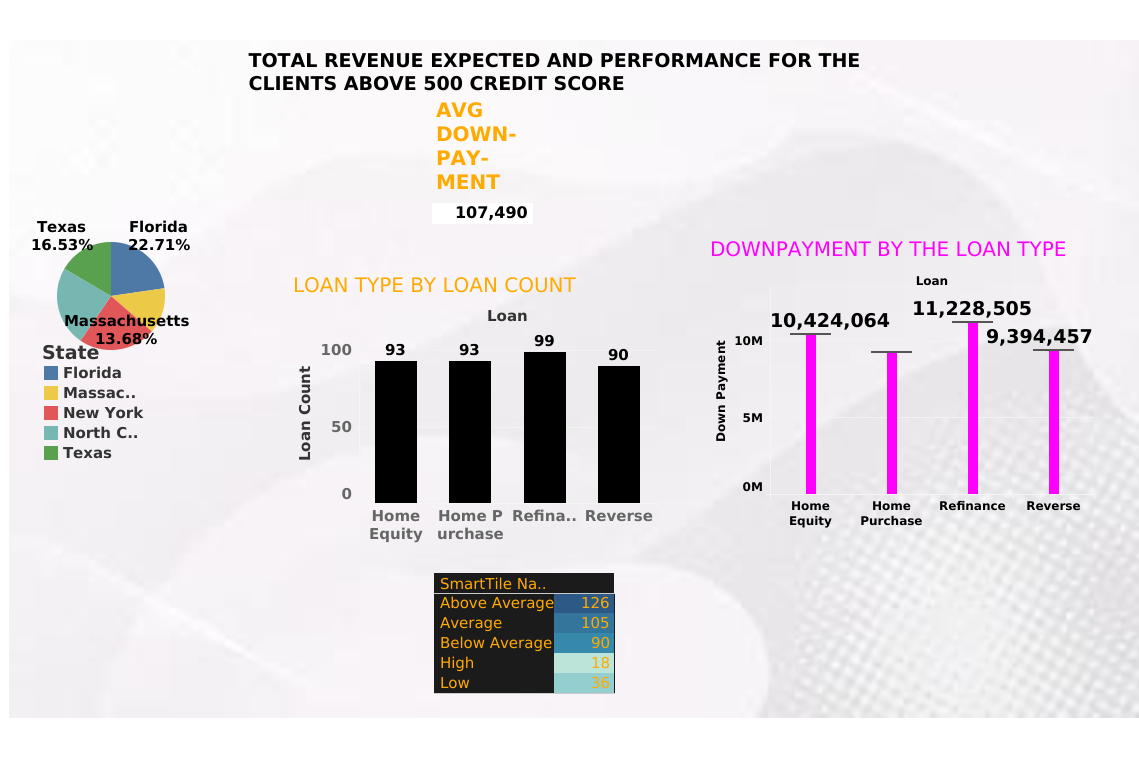 TOTAL REVENUE EXPECTED AND PERFORMANCE FOR THE
CLIENTS ABOVE 500 CREDIT SCORE
AVG
DOWN-
PAY-
MENT
107,490
Texas
16.53%
Florida
22.71%
Massachusetts
13.68%
State
Florida
Massac..
New York
North C..
Texas
LOAN TYPE BY LOAN COUNT
Loan
Loan Count
100
50
0
93
93
99
90
Home
Equity
Home P
urchase
Refina..
Reverse
DOWNPAYMENT BY THE LOAN TYPE
Loan
Down Payment
10M
5M
0M
10,424,064
11,228,505
9,394,457
Home
Equity
Home
Purchase
Refinance
Reverse
SmartTile Na..
Above Average 126
Average 105
Below Average 90
High 18
Low 36